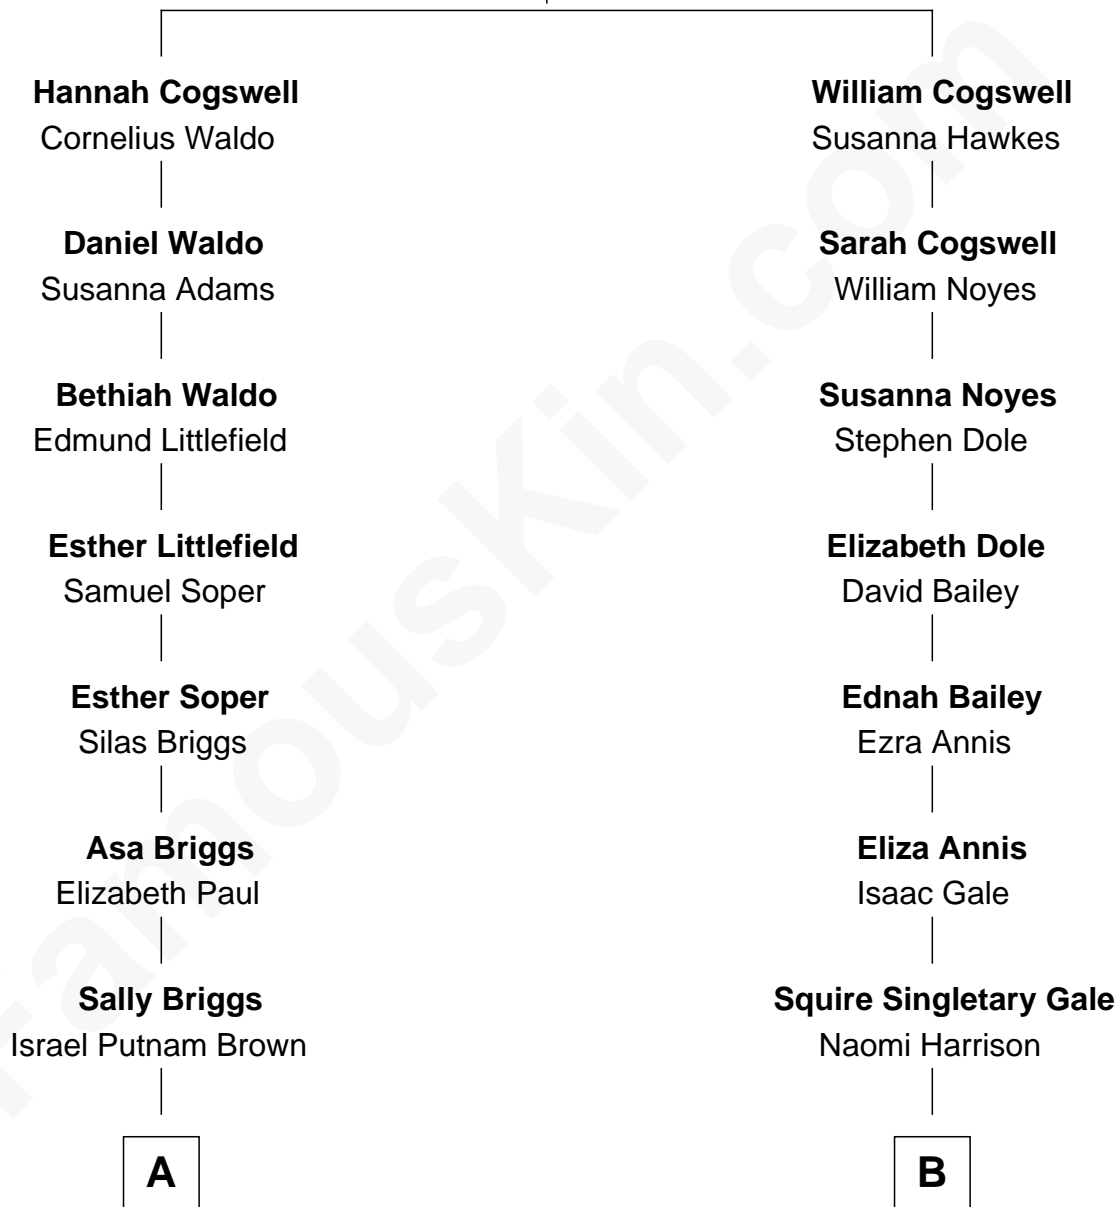 Hannah Cogswell
Cornelius Waldo
Daniel Waldo
Susanna Adams
Bethiah Waldo
Edmund Littlefield
Esther Littlefield
Samuel Soper
Esther Soper
Silas Briggs
Asa Briggs
Elizabeth Paul
Sally Briggs
Israel Putnam Brown
A
William Cogswell
Susanna Hawkes
Sarah Cogswell
William Noyes
Susanna Noyes
Stephen Dole
Elizabeth Dole
David Bailey
Ednah Bailey
Ezra Annis
Eliza Annis
Isaac Gale
Squire Singletary Gale
Naomi Harrison
B
FamousKin.com